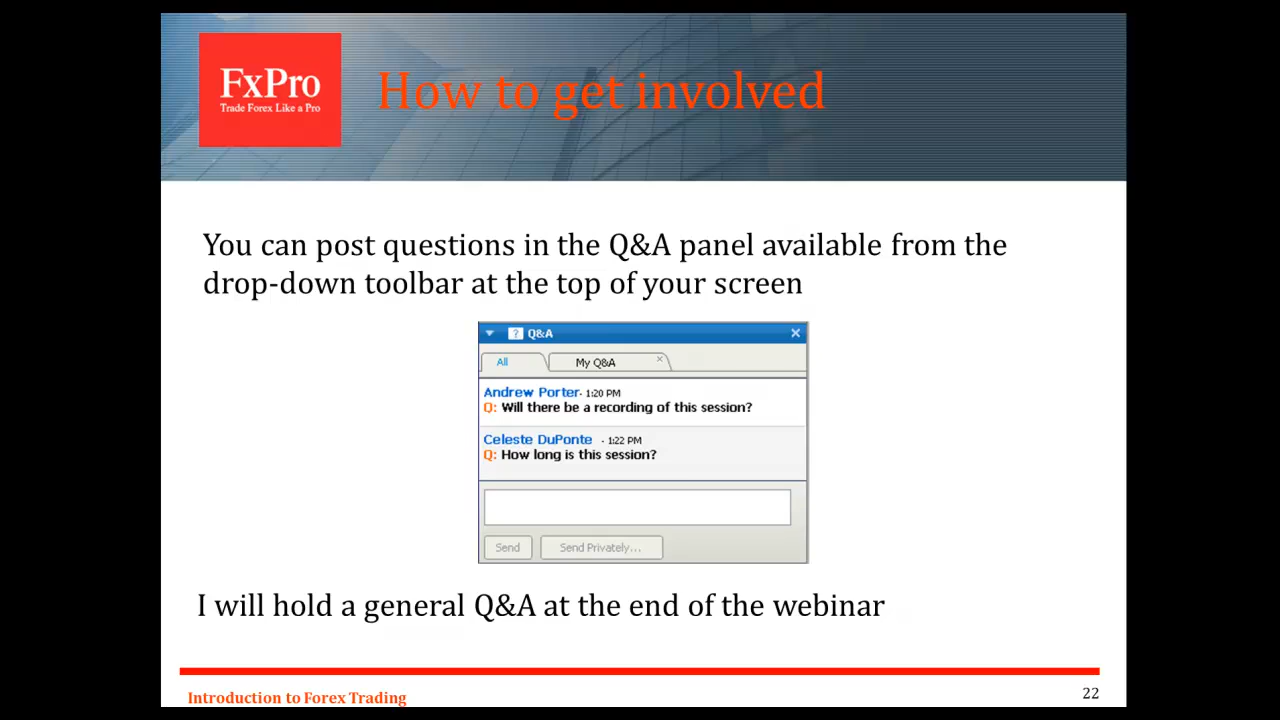 FxPro
Trade Forex Like a Pro
How to get involved
You can post questions in the Q&A panel available from the
drop-down toolbar at the top of your screen
? Q&A
All
My Q&A
Andrew Porter- 1:20 PM
Q: Will there be a recording of this session?
Celeste DuPonte - 1:22 PM
Q: How long is this session?
Send
Send Privately...
I will hold a general Q&A at the end of the webinar
Introduction to Forex Trading
22